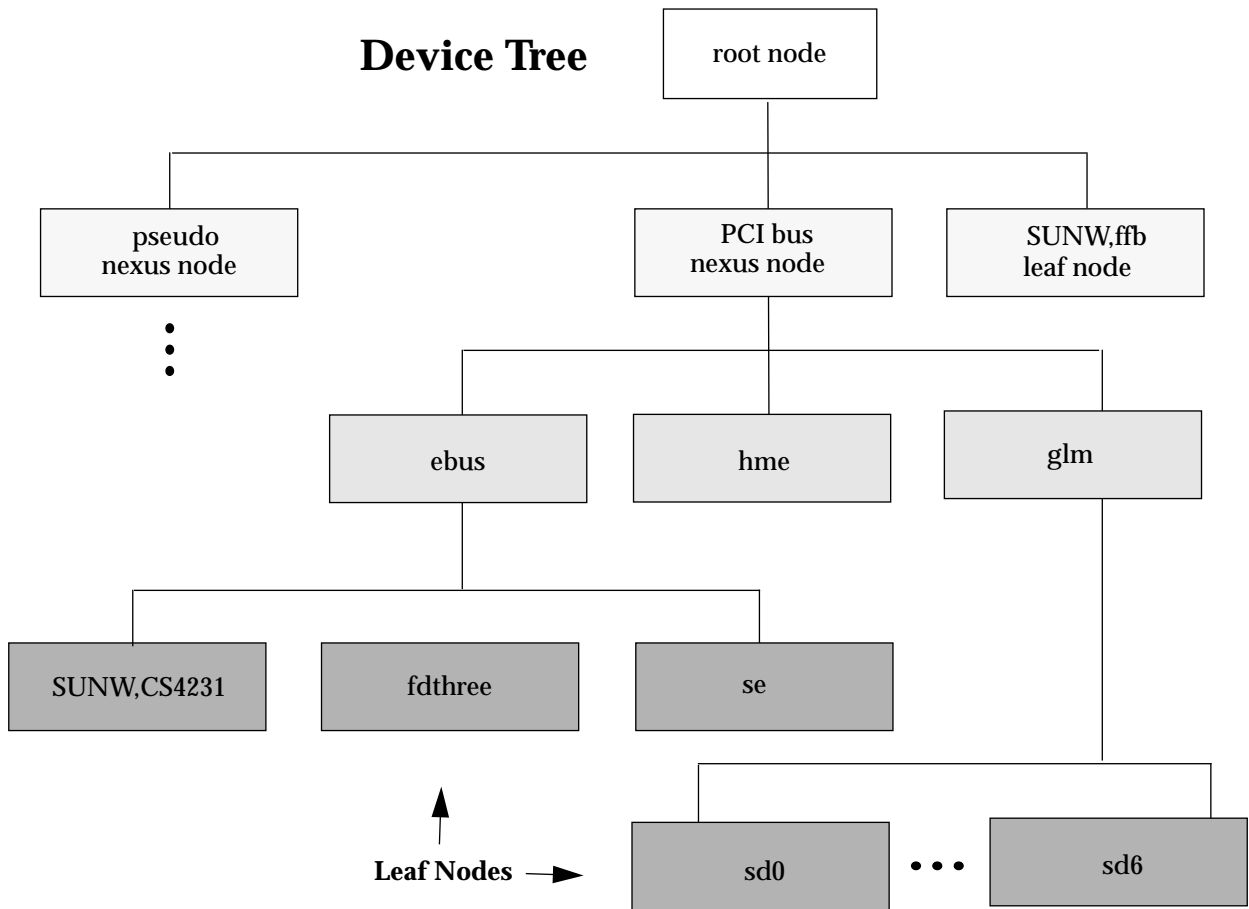 Device Tree
root node
pseudo
nexus node
PCI bus
nexus node
SUNW,ffb
leaf node
ebus
hme
glm
SUNW,CS4231
fdthree
se
Leaf Nodes
sd0
sd6